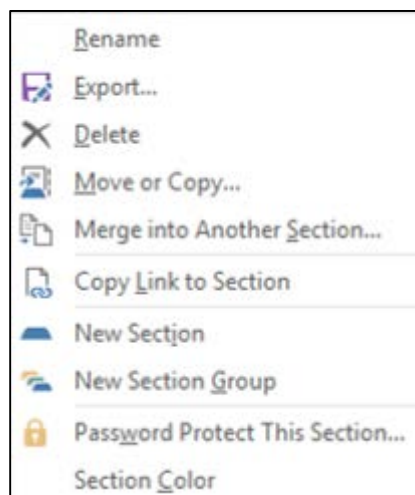 Rename
Export...
Delete
Move or Copy...
Merge into Another Section...
Copy Link to Section
New Section
New Section Group
Password Protect This Section...
Section Color